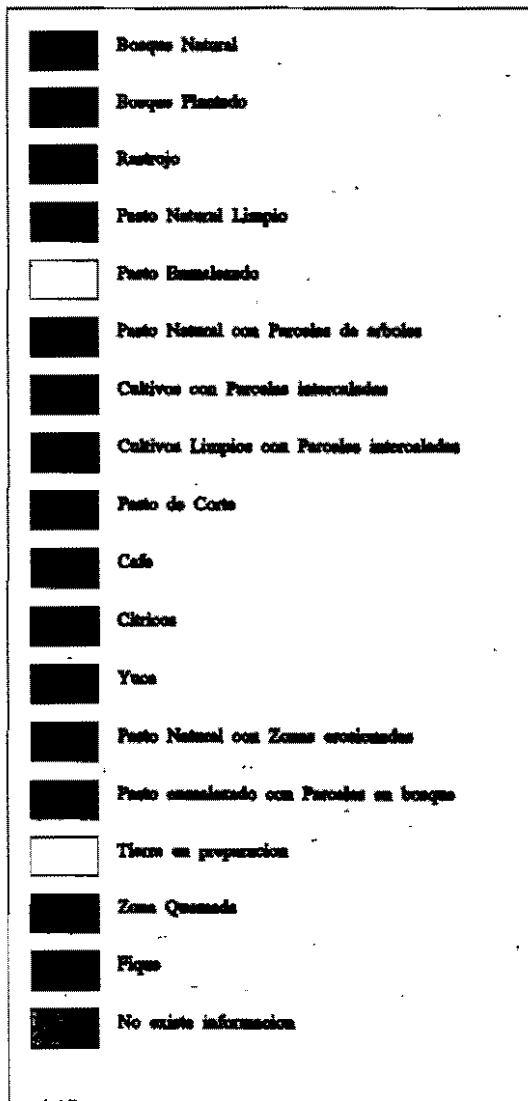 Bosque Natural
Bosque Plantado
Rastrojo
Pasto Natural Limpio
Pasto Enmalezado
Pasto Natural con Parcelas de arboles
Cultivos con Parcelas intercaladas
Cultivos Limpios con Parcelas intercaladas
Pasto de Corte
Cafe
Citricos
Yuca
Pasto Natural con Zonas erosionadas
Pasto enmalezado con Parcelas en bosque
Tierra en preparacion
Zona Quemada
Fique
No existe informacion